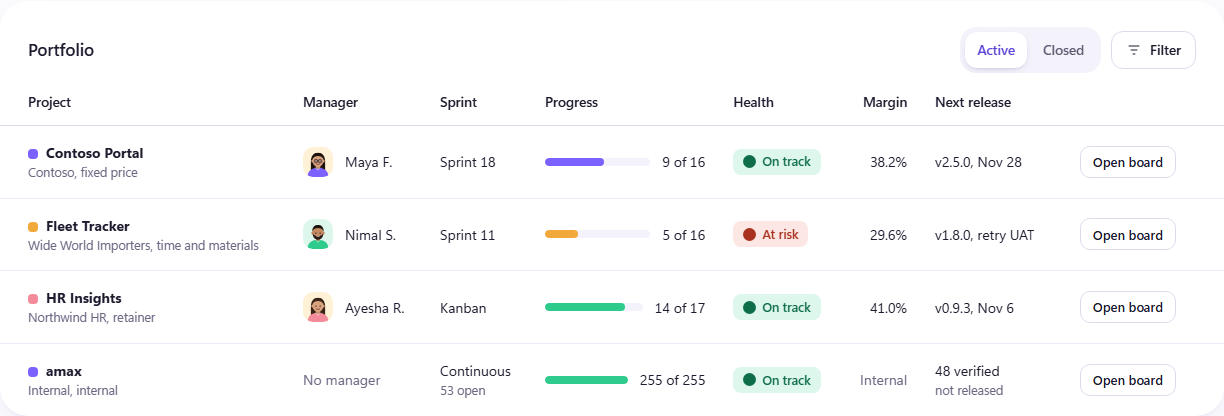 Portfolio
Active Closed Filter
Project Manager Sprint Progress Health Margin Next release
Contoso Portal
Contoso, fixed price
Maya F. Sprint 18 9 of 16 On track 38.2% v2.5.0, Nov 28 Open board
Fleet Tracker
Wide World Importers, time and materials
Nimal S. Sprint 11 5 of 16 At risk 29.6% v1.8.0, retry UAT Open board
HR Insights
Northwind HR, retainer
Ayesha R. Kanban 14 of 17 On track 41.0% v0.9.3, Nov 6 Open board
amax
Internal, internal
No manager
Continuous
53 open
255 of 255 On track Internal
48 verified
not released
Open board